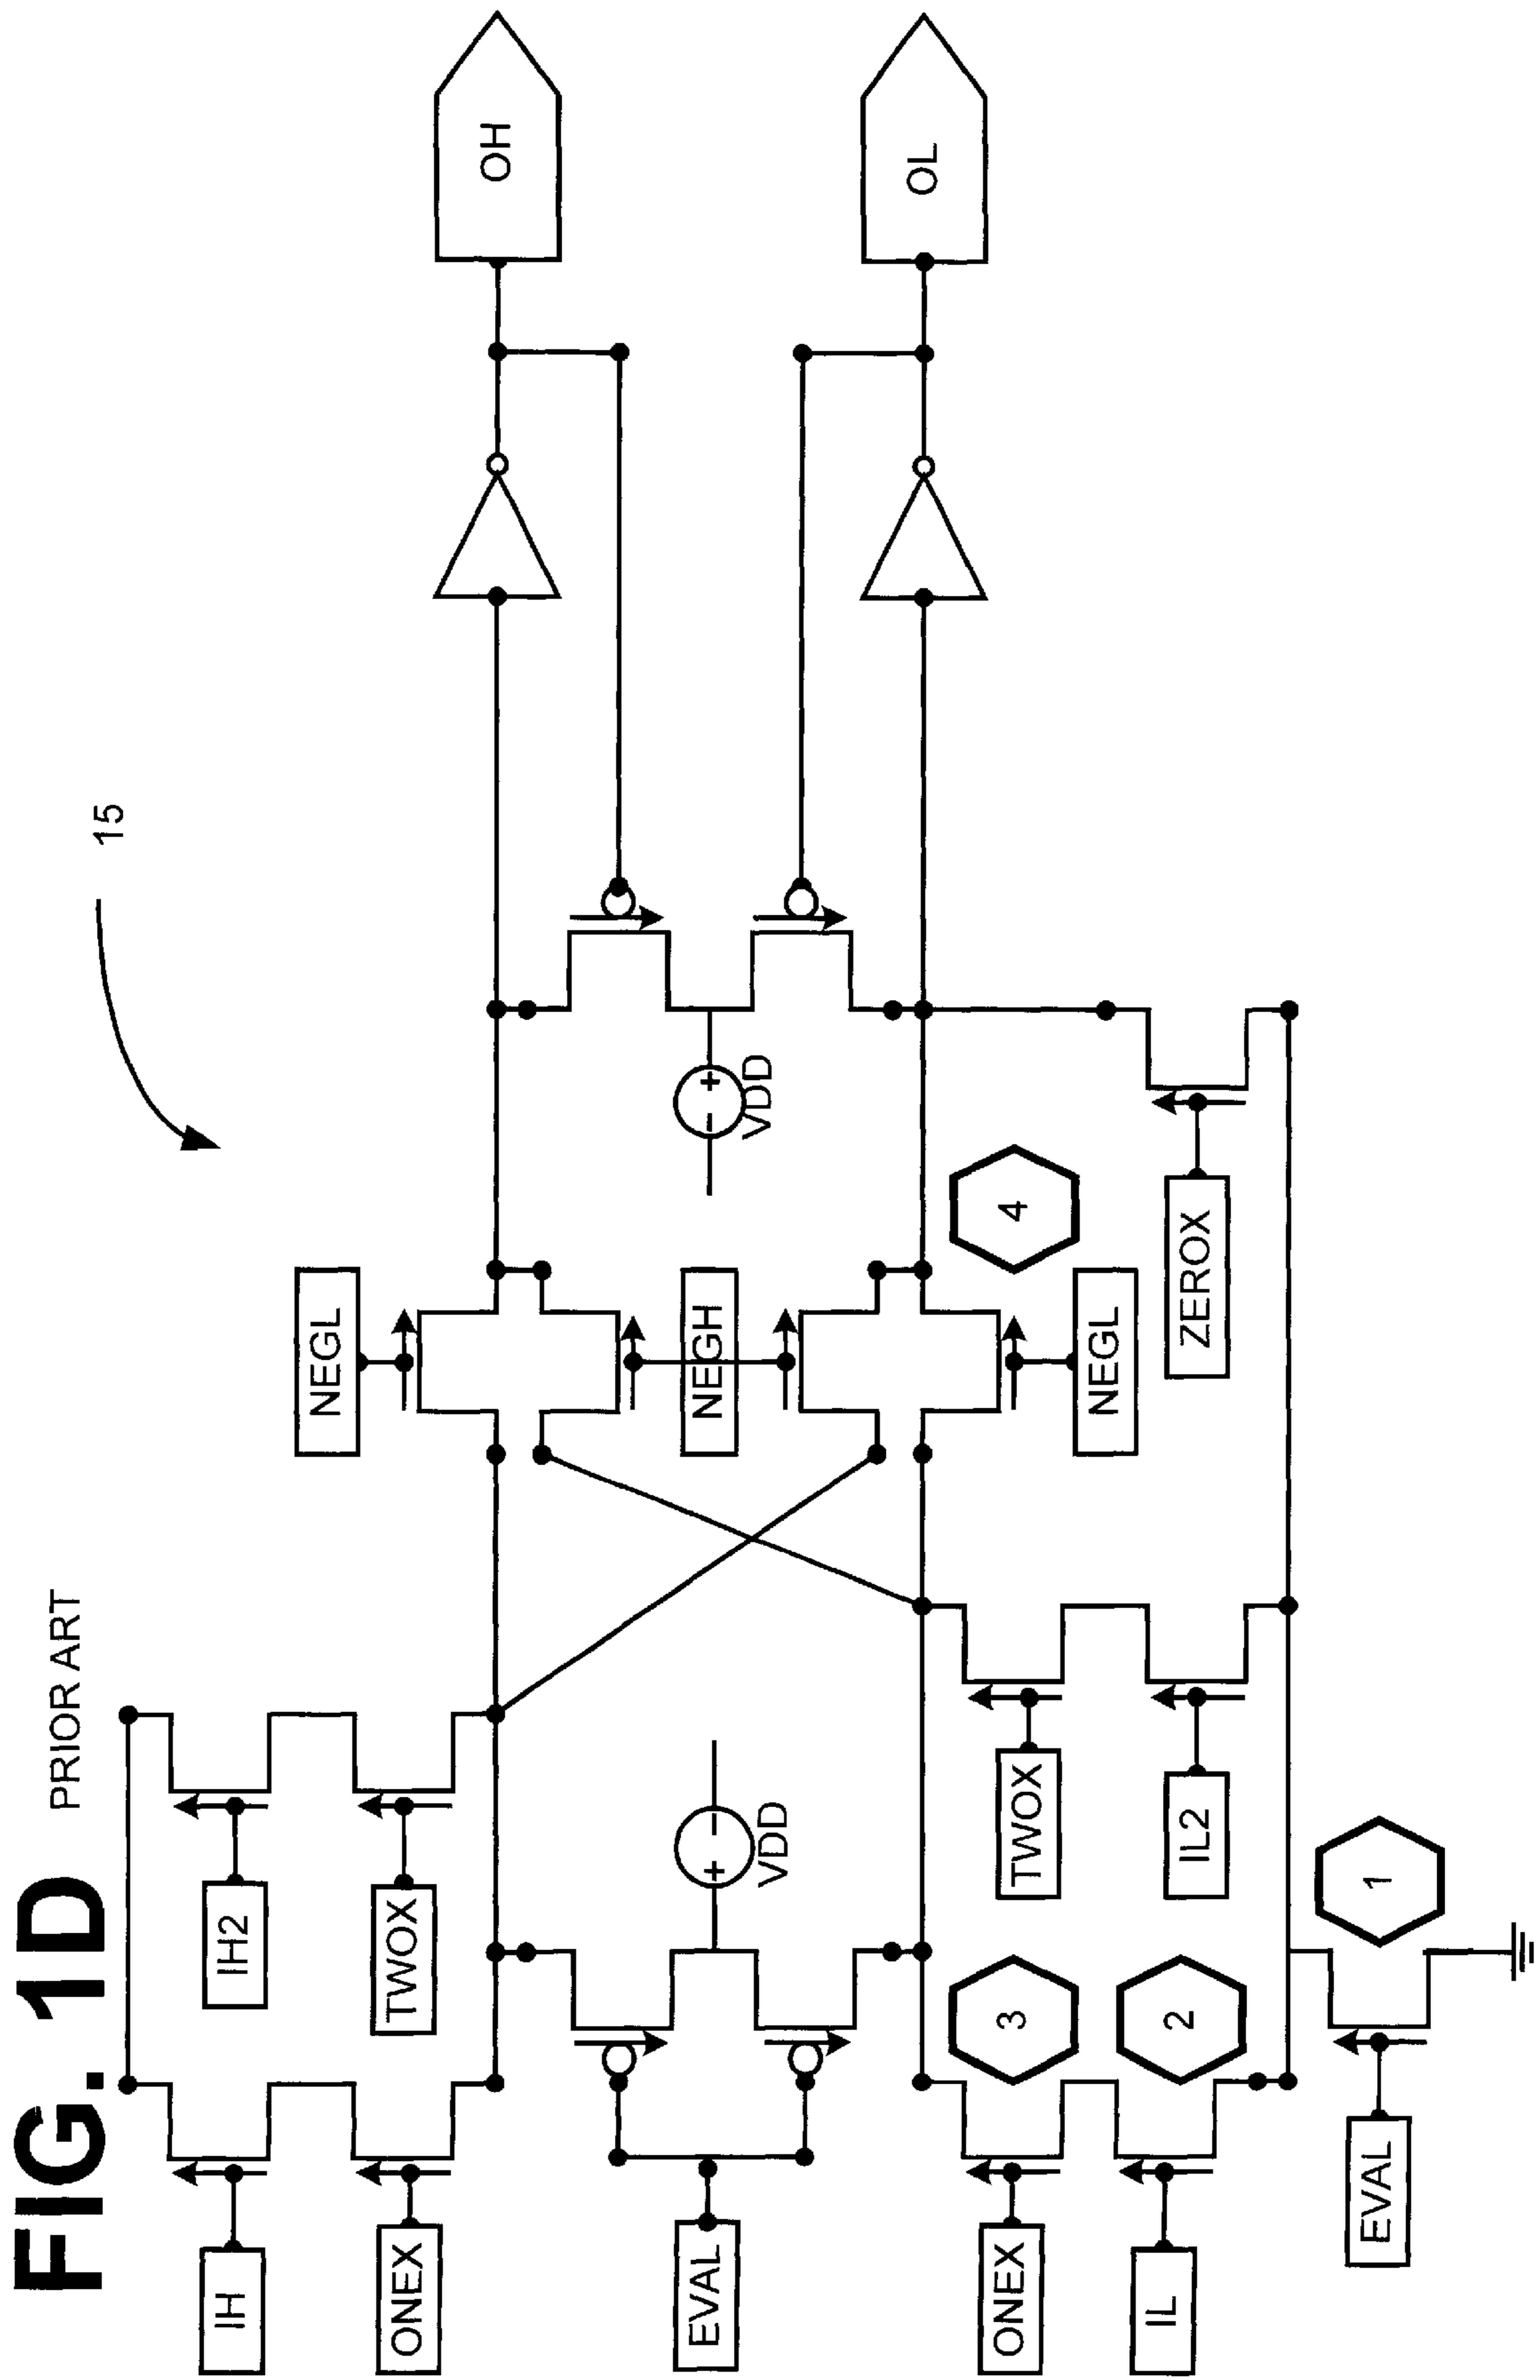 FIG. 1D
PRIOR ART
15
IH
IH2
ONEX
TWOX
EVAL
VDD
NEGL
NEGH
VDD
OH
OL
ONEX
3
TWOX
NEGL
4
IL
2
IL2
ZEROX
EVAL
1